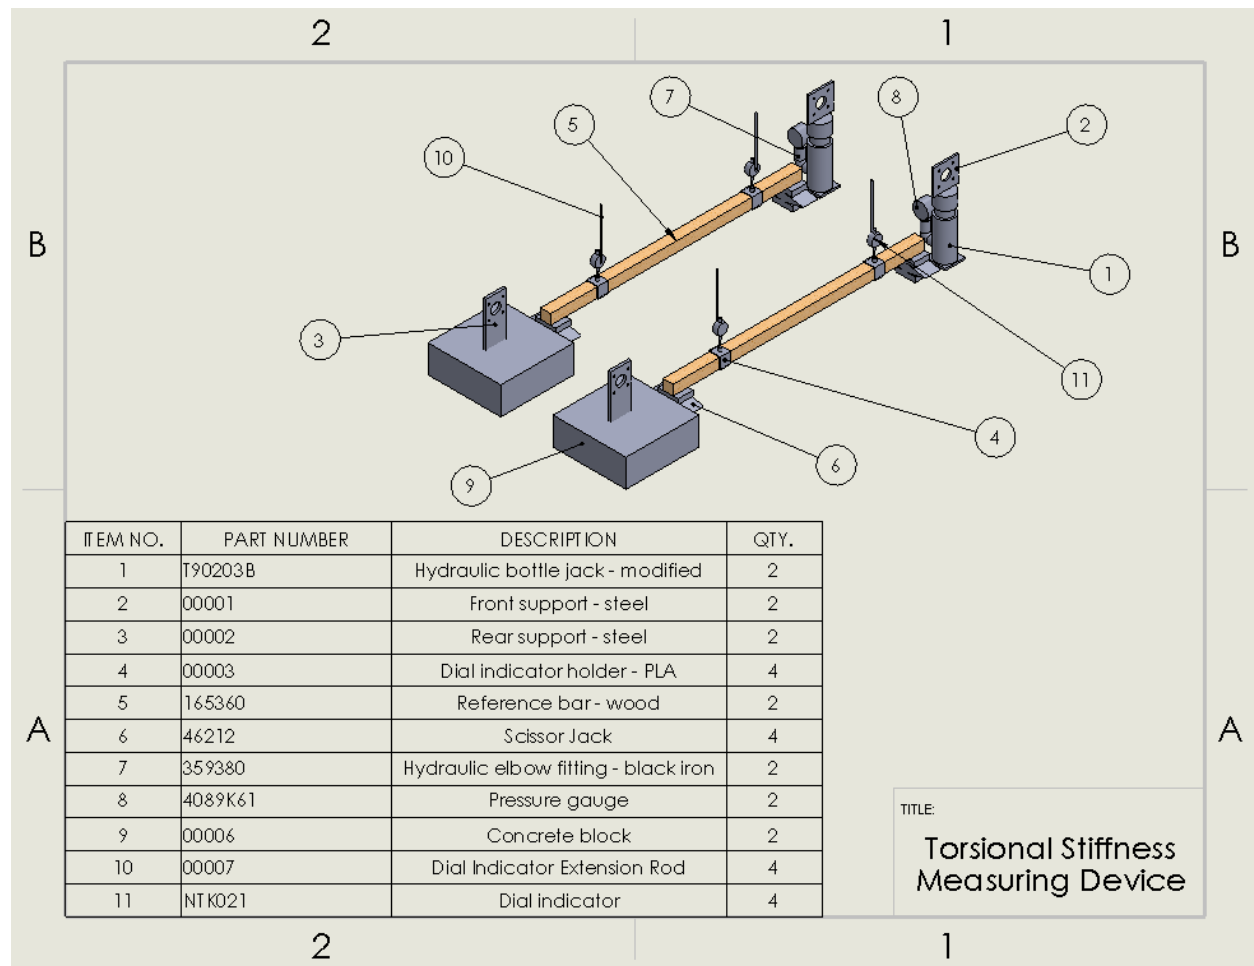 2 1
7 8
5 2
10
B B
1
3
11
4
6
9
ITEM NO. PART NUMBER DESCRIPTION QTY.
1 T90203B Hydraulic bottle jack - modified 2
2 00001 Front support - steel 2
3 00002 Rear support - steel 2
4 00003 Dial indicator holder - PLA 4
5 165360 Reference bar - wood 2
A A
6 46212 Scissor Jack 4
7 359380 Hydraulic elbow fitting - black iron 2
8 4089K61 Pressure gauge 2
9 00006 Concrete block 2
10 00007 Dial Indicator Extension Rod 4
11 NTK021 Dial indicator 4
TITLE:
Torsional Stiffness
Measuring Device
2 1